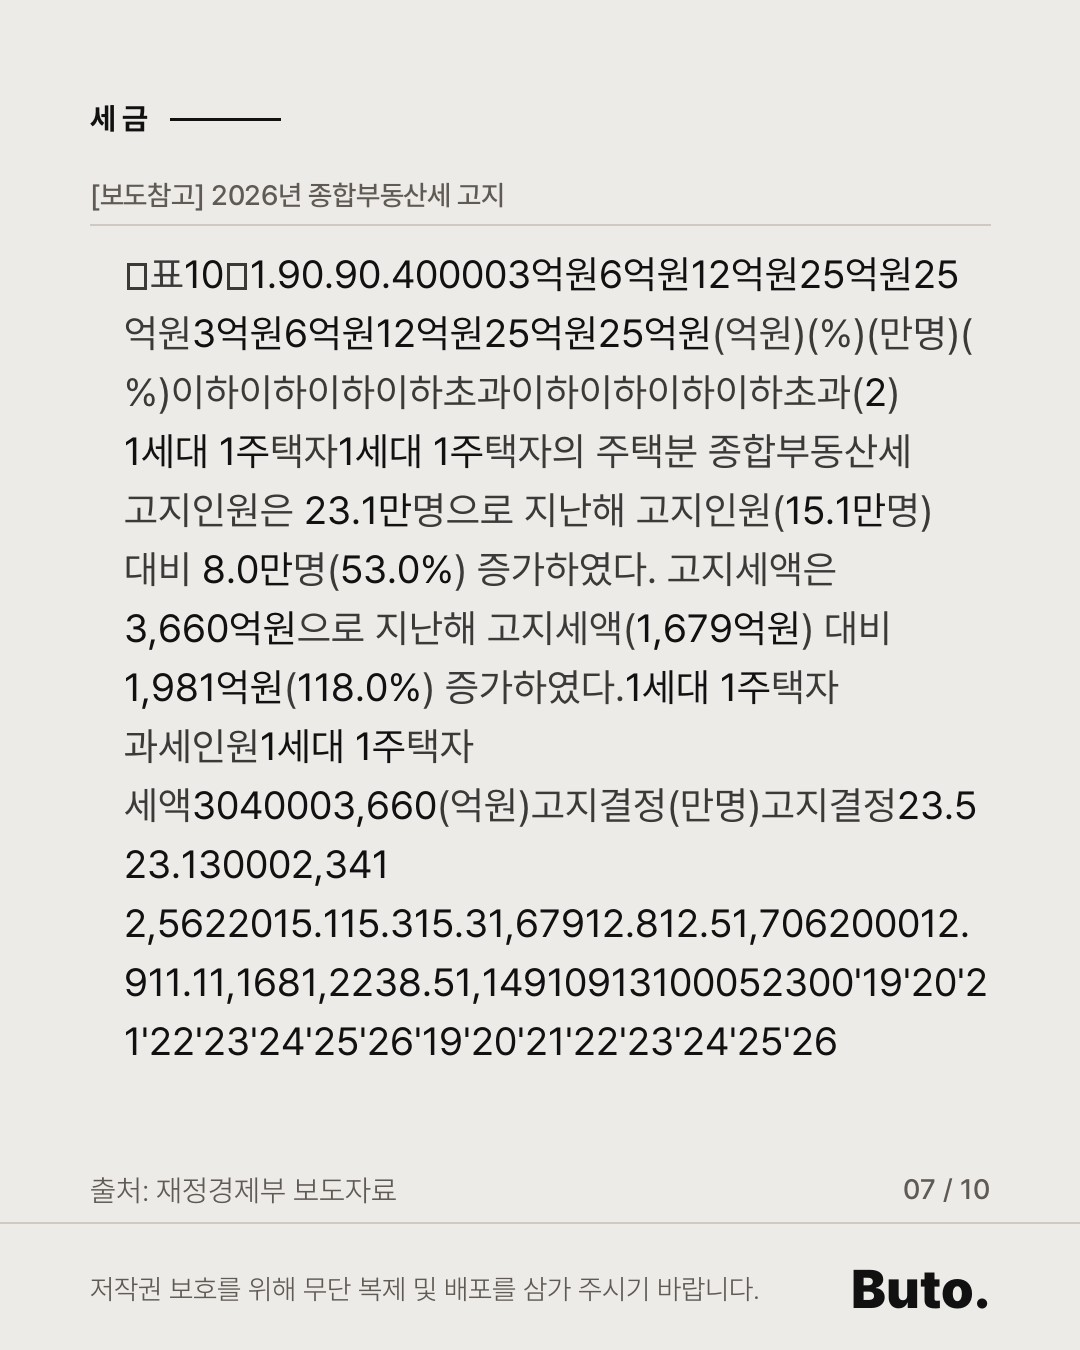 세금
[보도참고] 2026년 종합부동산세 고지
□표10□1.90.90.400003억원6억원12억원25억원25
억원3억원6억원12억원25억원25억원(억원)(%)(만명)(
%)이하이하이하이하초과이하이하이하이하초과(2)
1세대 1주택자1세대 1주택자의 주택분 종합부동산세
고지인원은 23.1만명으로 지난해 고지인원(15.1만명)
대비 8.0만명(53.0%) 증가하였다. 고지세액은
3,660억원으로 지난해 고지세액(1,679억원) 대비
1,981억원(118.0%) 증가하였다.1세대 1주택자
과세인원1세대 1주택자
세액3040003,660(억원)고지결정(만명)고지결정23.5
23.130002,341
2,5622015.115.315.31,67912.812.51,706200012.
911.11,1681,2238.51,14910913100052300'19'20'2
1'22'23'24'25'26'19'20'21'22'23'24'25'26
출처: 재정경제부 보도자료
07 / 10
저작권 보호를 위해 무단 복제 및 배포를 삼가 주시기 바랍니다.
Buto.